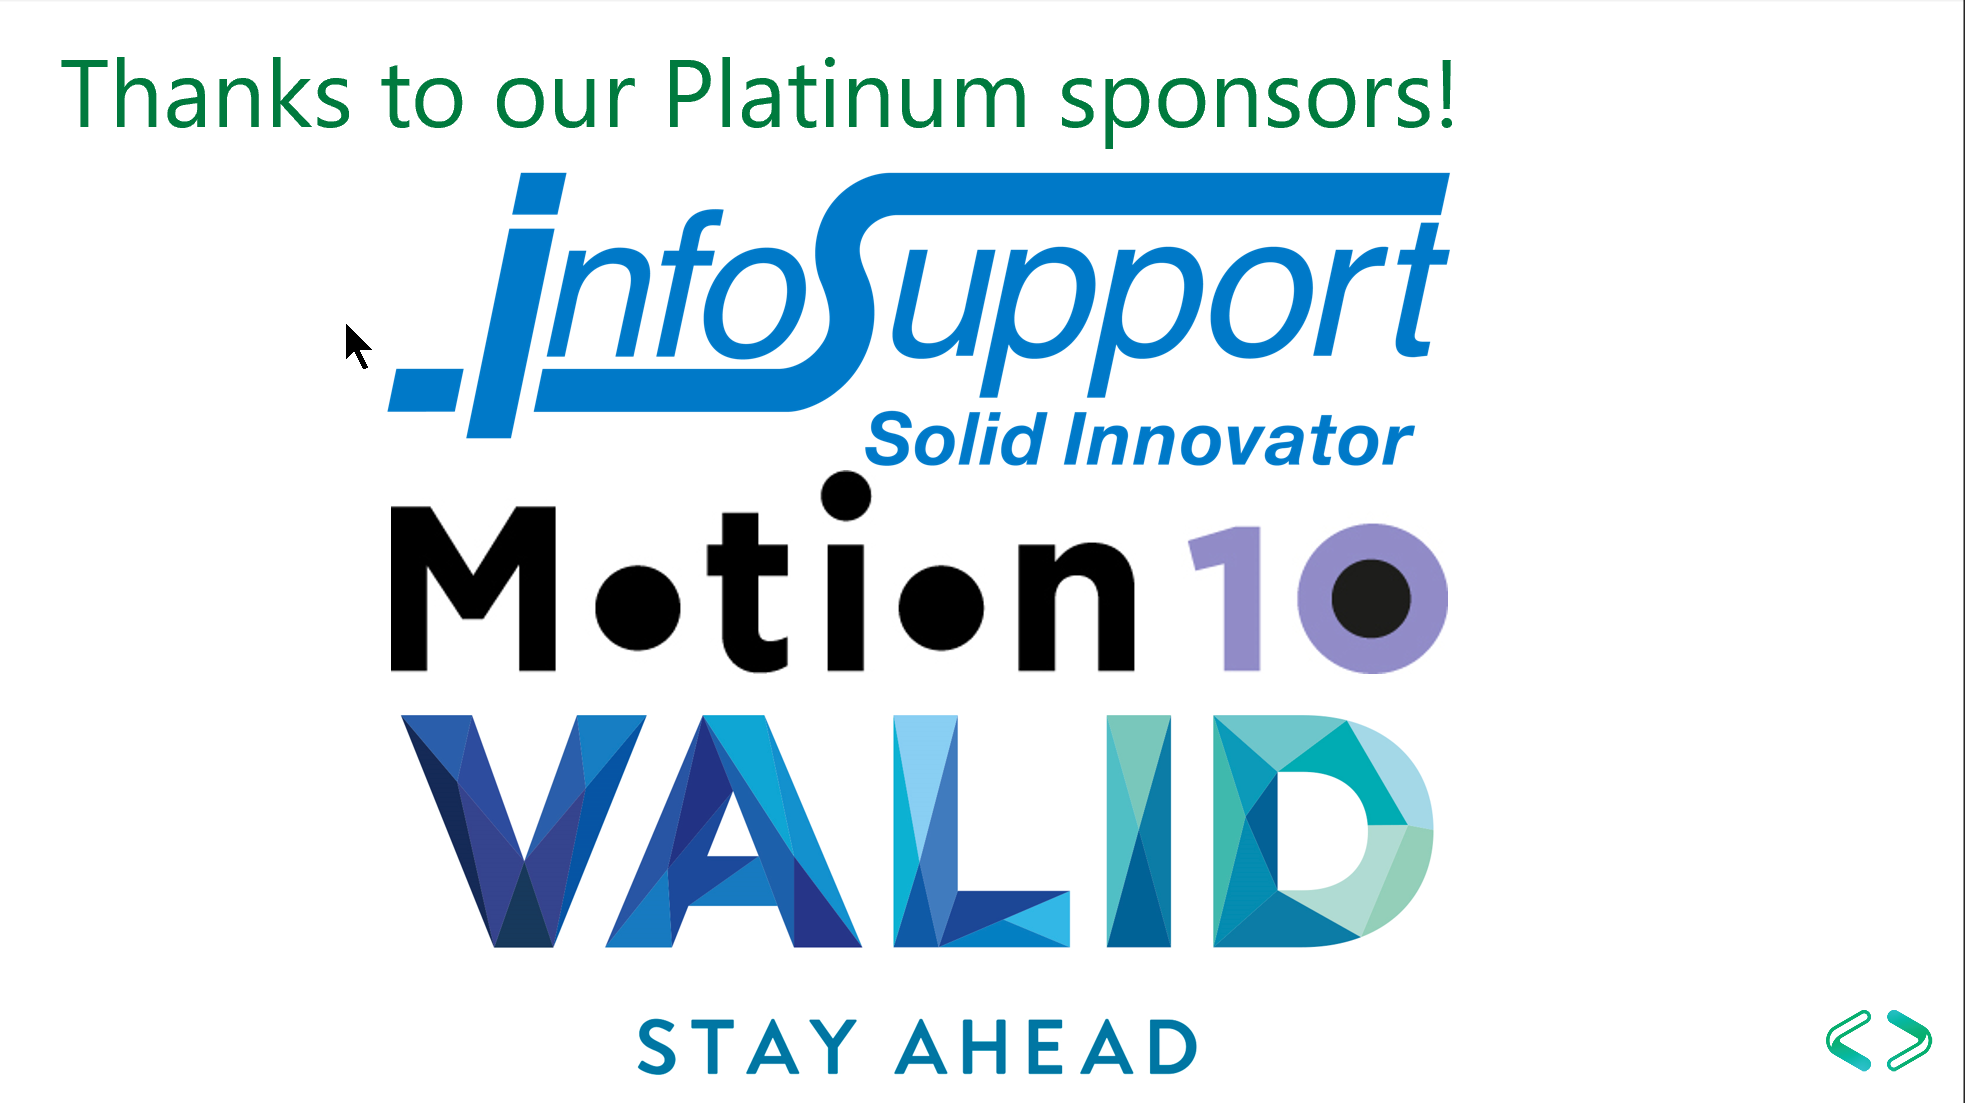 Thanks to our Platinum sponsors!
infoSupport
Solid Innovator
Motion10
VALID
STAY AHEAD